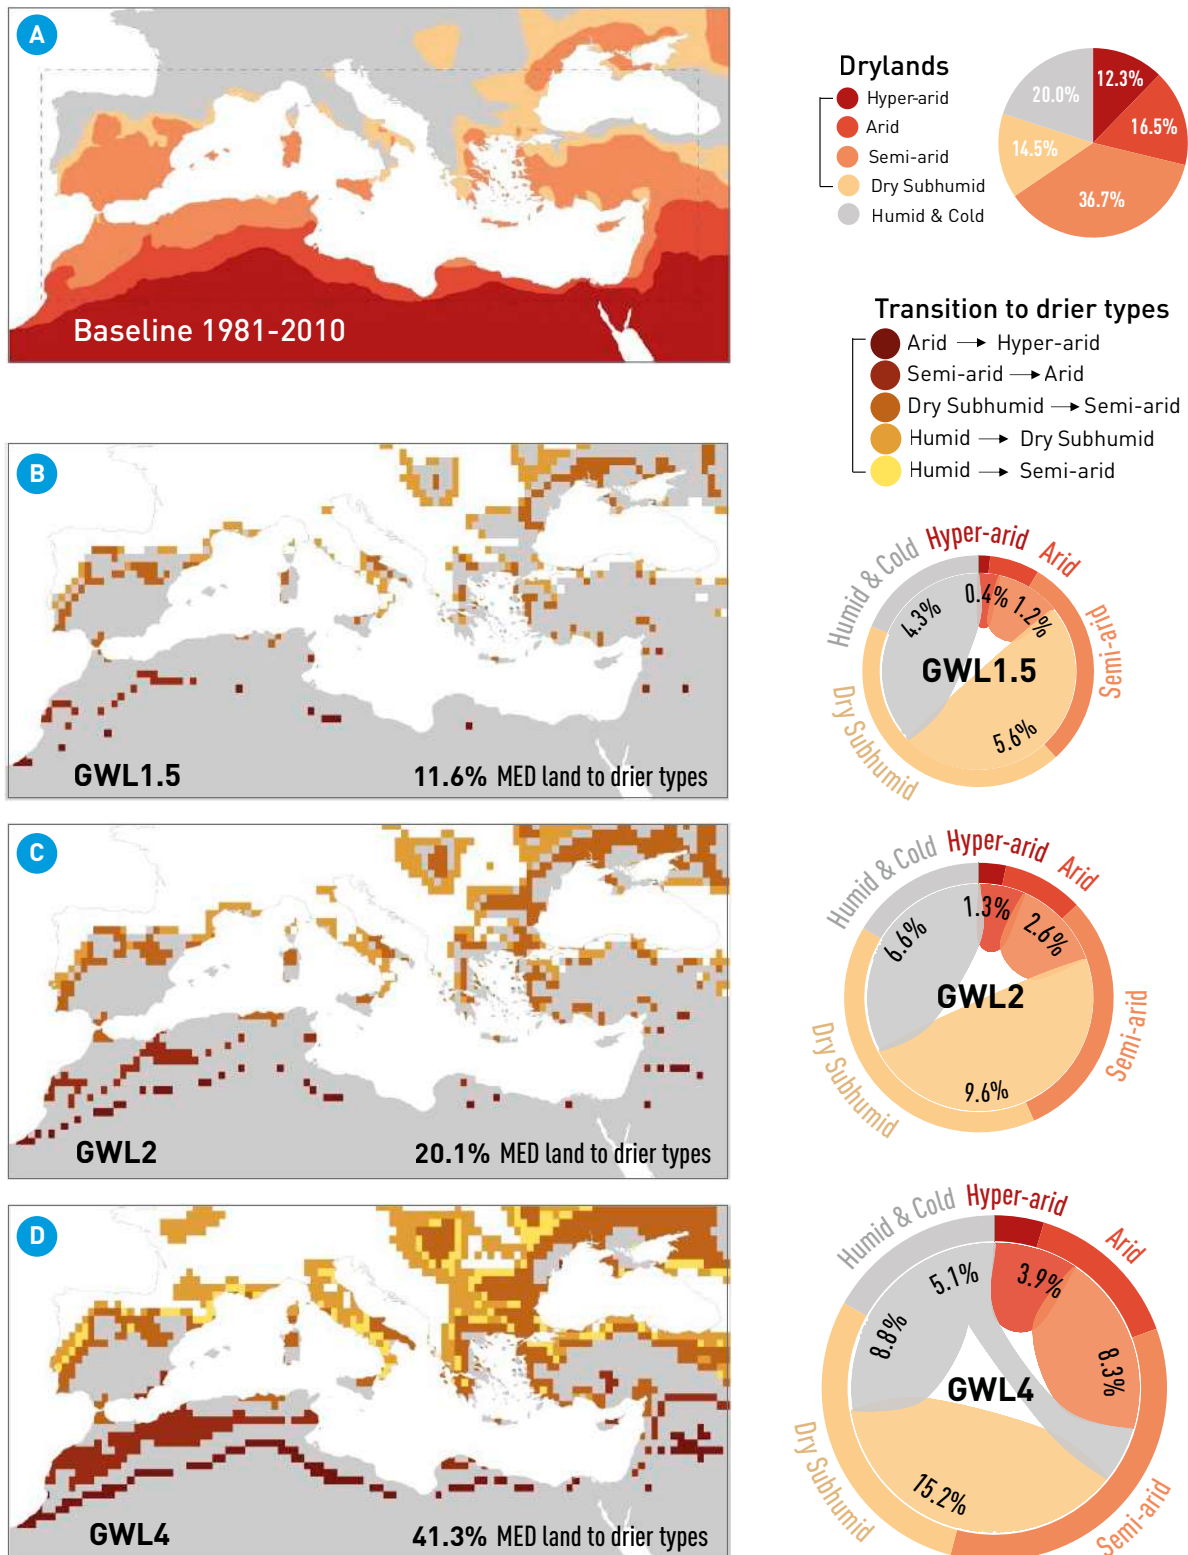 A
Baseline 1981-2010
Drylands
Hyper-arid
Arid
Semi-arid
Dry Subhumid
Humid & Cold
12.3%
16.5%
36.7%
14.5%
20.0%
Transition to drier types
Arid → Hyper-arid
Semi-arid → Arid
Dry Subhumid → Semi-arid
Humid → Dry Subhumid
Humid → Semi-arid
B
GWL1.5
11.6% MED land to drier types
Humid & Cold
Hyper-arid
Arid
Semi-arid
Dry Subhumid
4.3%
0.4%
1.2%
5.6%
GWL1.5
C
GWL2
20.1% MED land to drier types
Humid & Cold
Hyper-arid
Arid
Semi-arid
Dry Subhumid
6.6%
1.3%
2.6%
9.6%
GWL2
D
GWL4
41.3% MED land to drier types
Humid & Cold
Hyper-arid
Arid
Semi-arid
Dry Subhumid
8.8%
5.1%
3.9%
8.3%
15.2%
GWL4